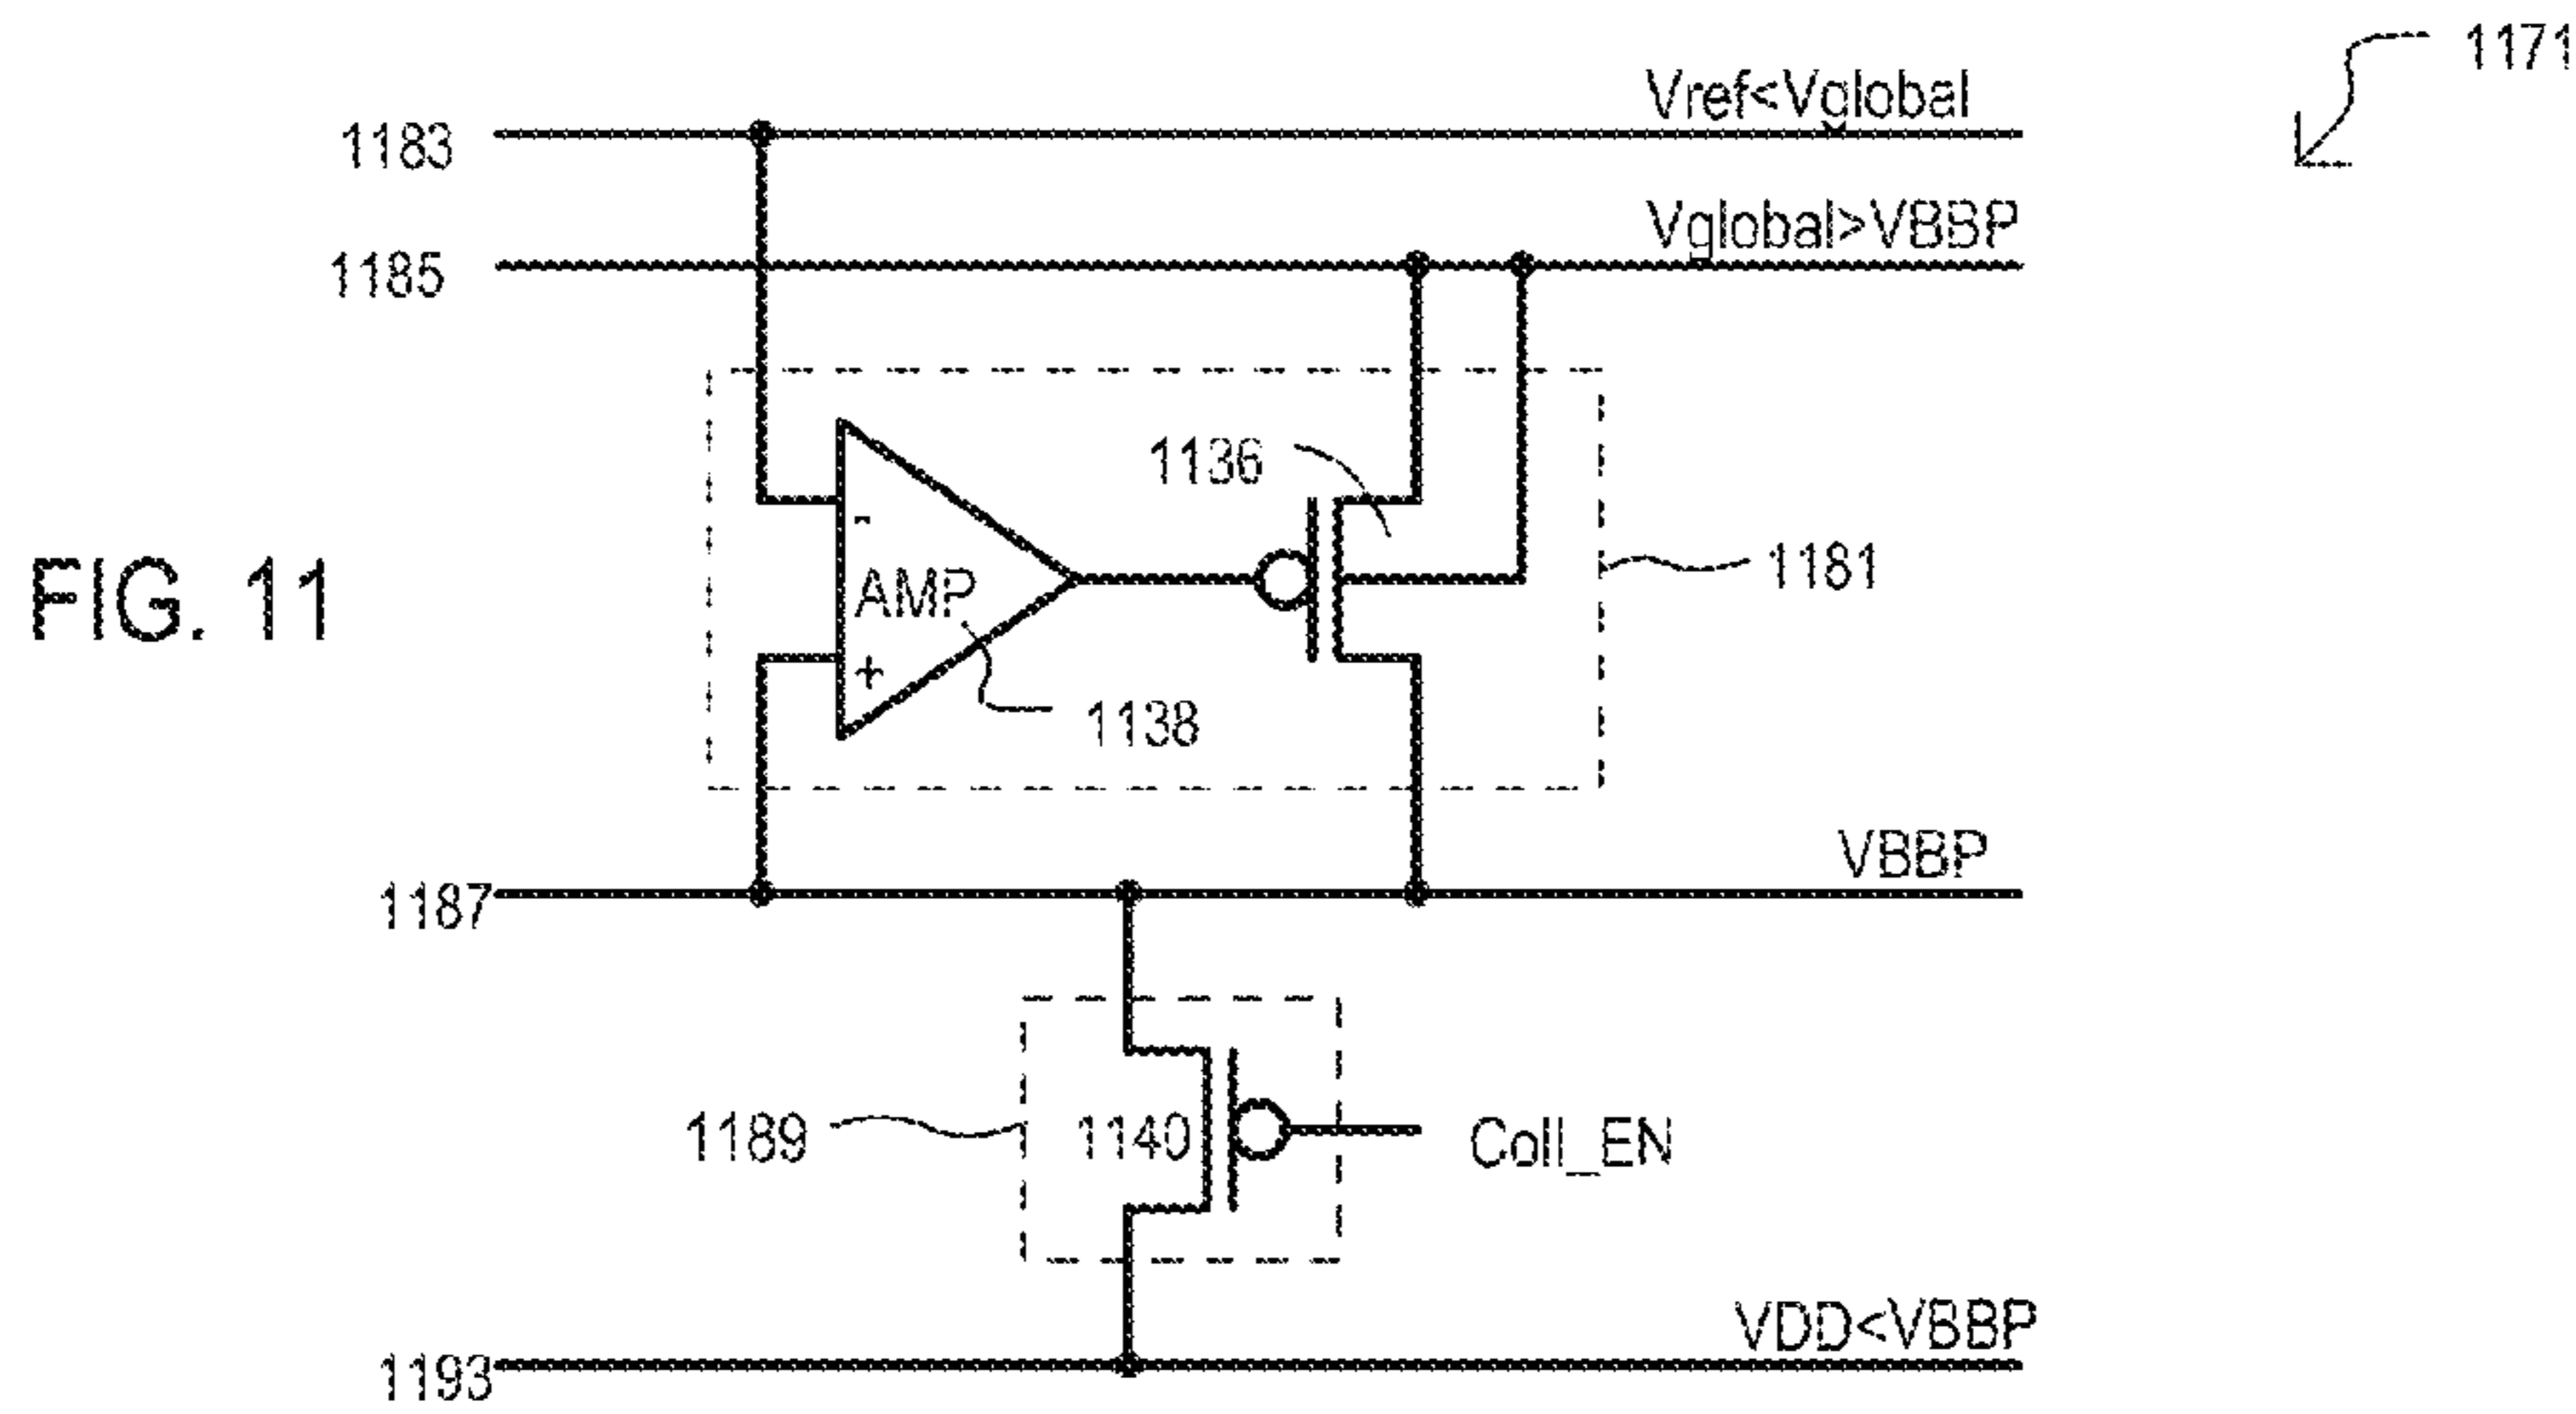 1171
Vref<Vglobal
1183
Vglobal>VBBP
1185
1136
-
AMP
1181
FIG. 11
+
1138
VBBP
1187
1189
1140
Coll_EN
VDD<VBBP
1193